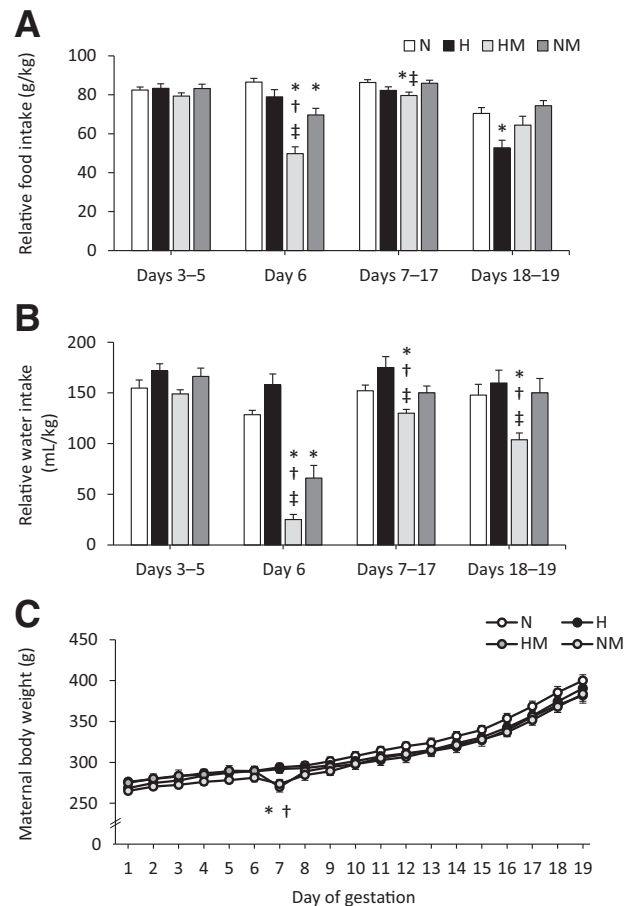 A
N H HM NM
Relative food intake (g/kg)
100
80
60
40
20
0
*
†
‡
*
*‡
*
Days 3–5 Day 6 Days 7–17 Days 18–19
B
Relative water intake
(mL/kg)
200
150
100
50
0
*
†
‡
*
*
†
‡
*
†
‡
Days 3–5 Day 6 Days 7–17 Days 18–19
C
N H
HM NM
Maternal body weight (g)
450
400
350
300
250
0
* †
1 2 3 4 5 6 7 8 9 10 11 12 13 14 15 16 17 18 19
Day of gestation